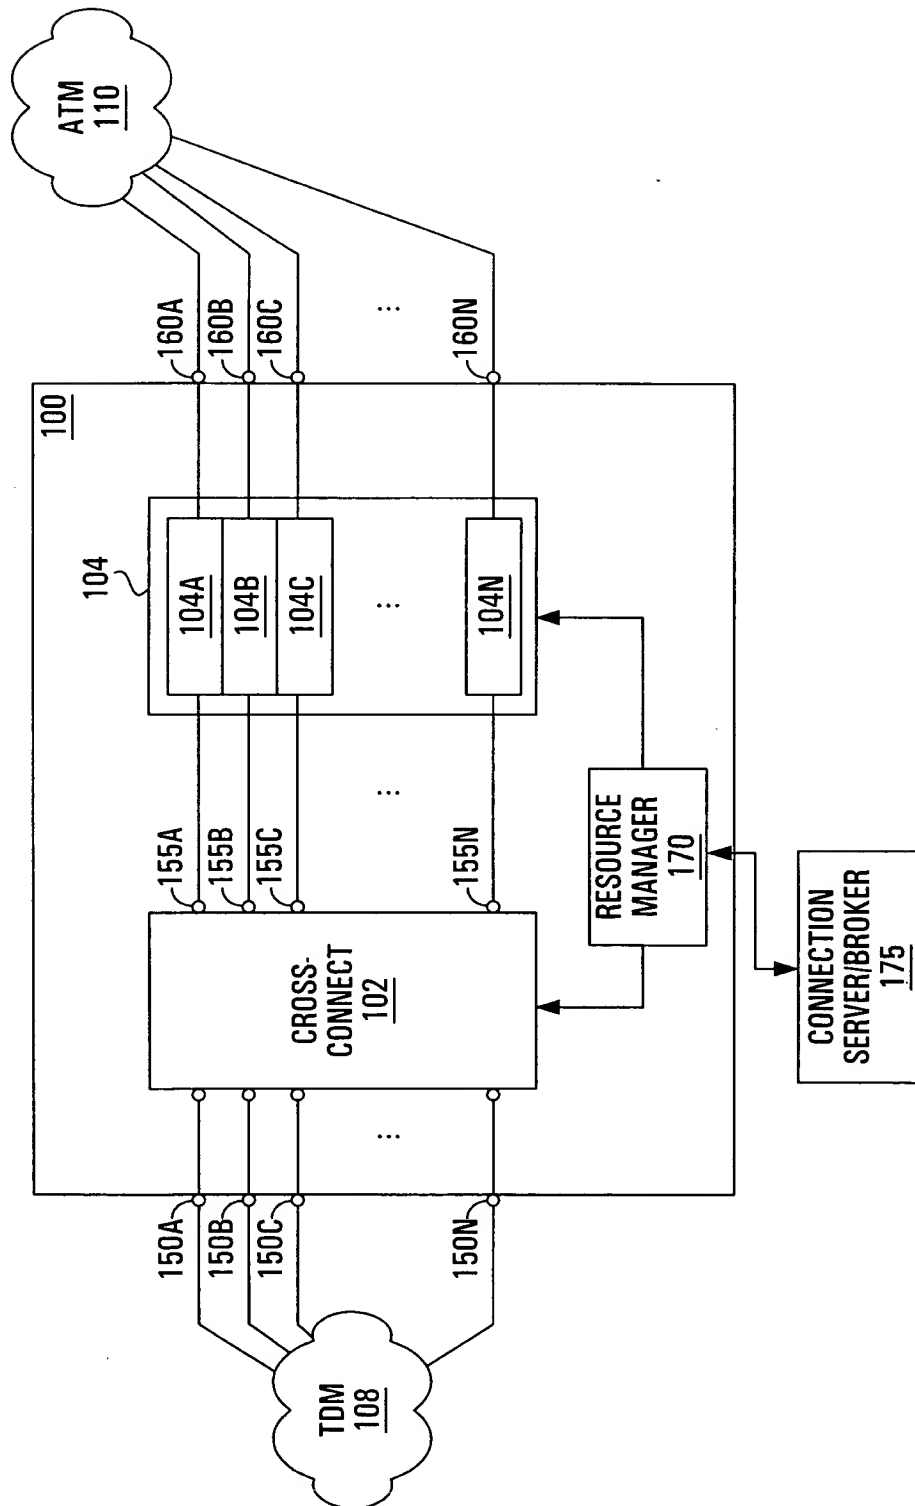 100
TDM
108
150A
150B
150C
150N
...
CROSS-
CONNECT
102
155A
155B
155C
155N
...
104
104A
104B
104C
...
104N
160A
160B
160C
160N
...
ATM
110
RESOURCE
MANAGER
170
CONNECTION
SERVER/BROKER
175